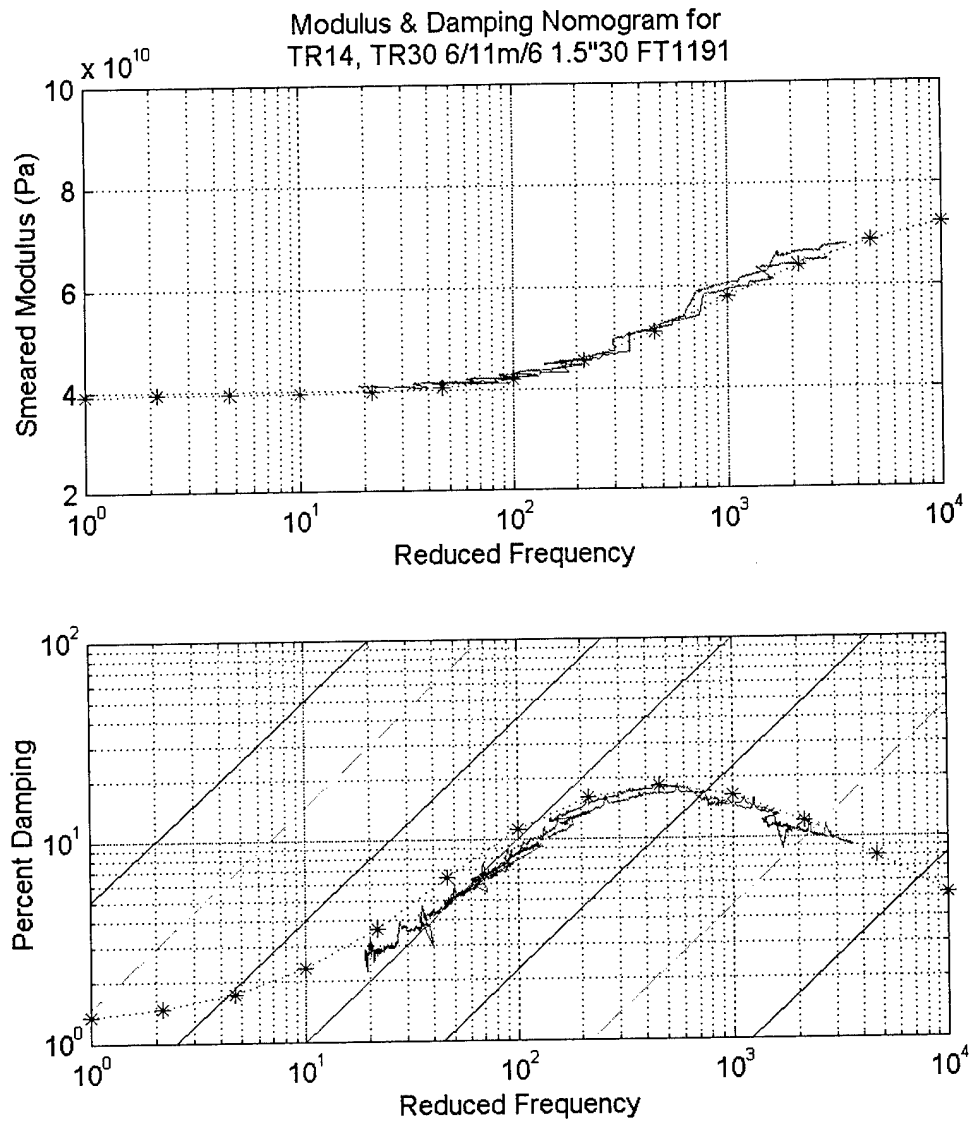 Modulus & Damping Nomogram for
TR14, TR30 6/11m/6 1.5"30 FT1191
x 10^10
10
8
6
4
2
Smeared Modulus (Pa)
10^0 10^1 10^2 10^3 10^4
Reduced Frequency
10^2
10^1
10^0
Percent Damping
10^0 10^1 10^2 10^3 10^4
Reduced Frequency